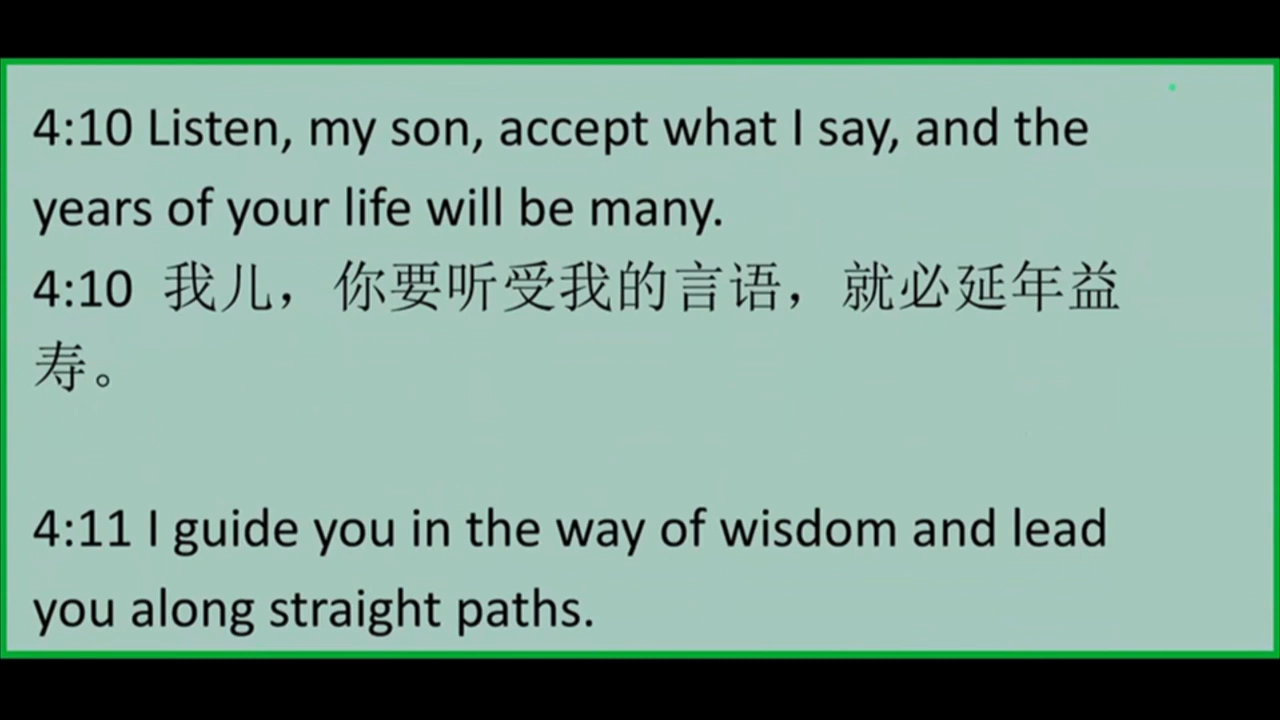 4:10 Listen, my son, accept what I say, and the
years of your life will be many.
4:10 我儿，你要听受我的言语，就必延年益
寿。
4:11 I guide you in the way of wisdom and lead
you along straight paths.